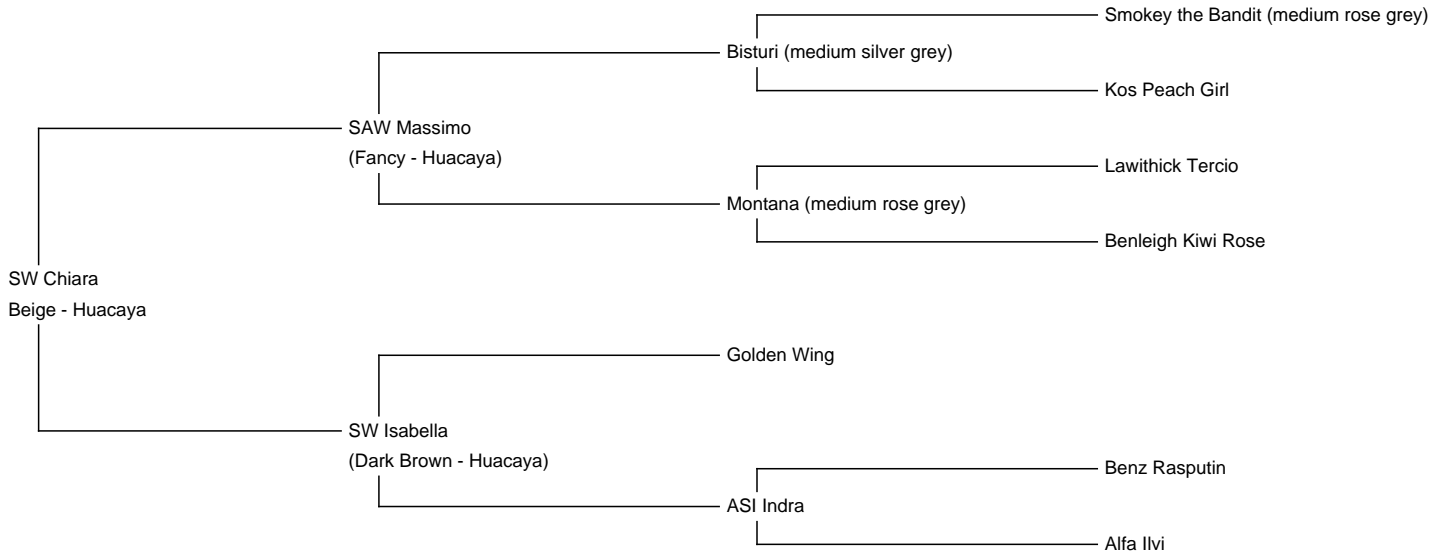 Smokey the Bandit (medium rose grey)
Bisturi (medium silver grey)
Kos Peach Girl
SAW Massimo
(Fancy - Huacaya)
Lawithick Tercio
Montana (medium rose grey)
Benleigh Kiwi Rose
SW Chiara
Beige - Huacaya
Golden Wing
SW Isabella
(Dark Brown - Huacaya)
Benz Rasputin
ASI Indra
Alfa Ilvi